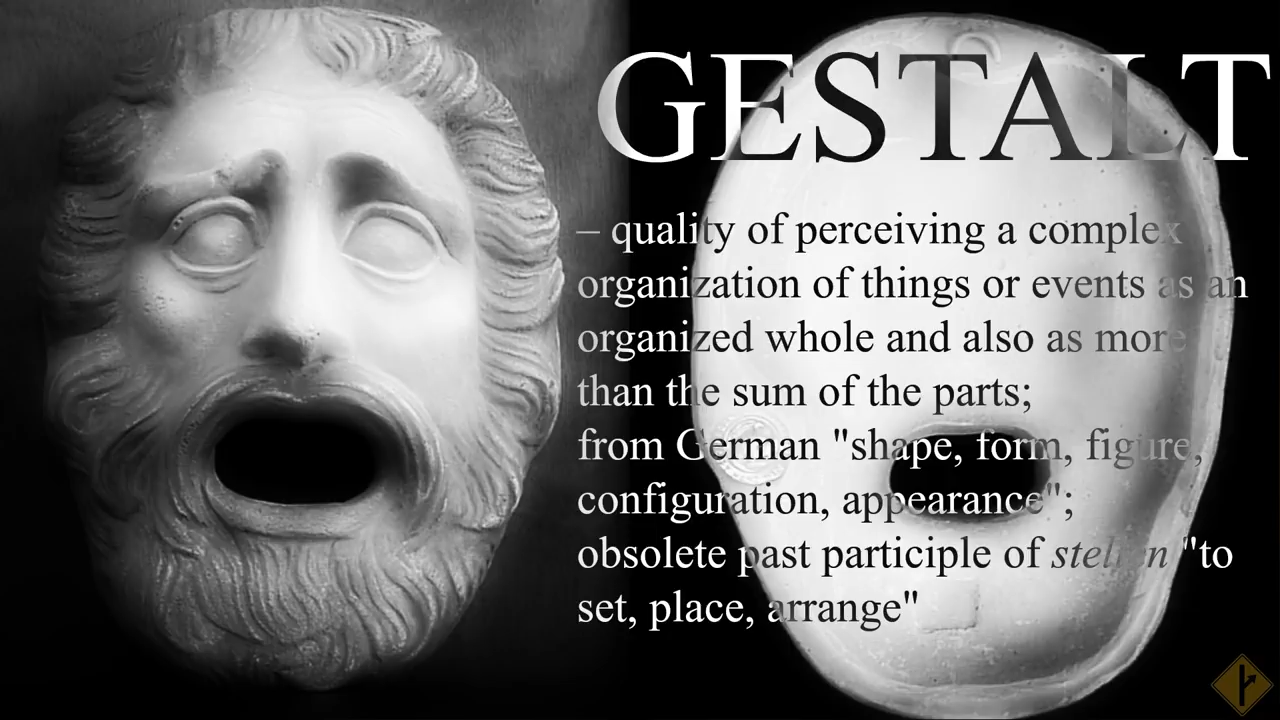 GESTALT
– quality of perceiving a complex
organization of things or events as an
organized whole and also as more
than the sum of the parts;
from German "shape, form, figure,
configuration, appearance";
obsolete past participle of stellen "to
set, place, arrange"